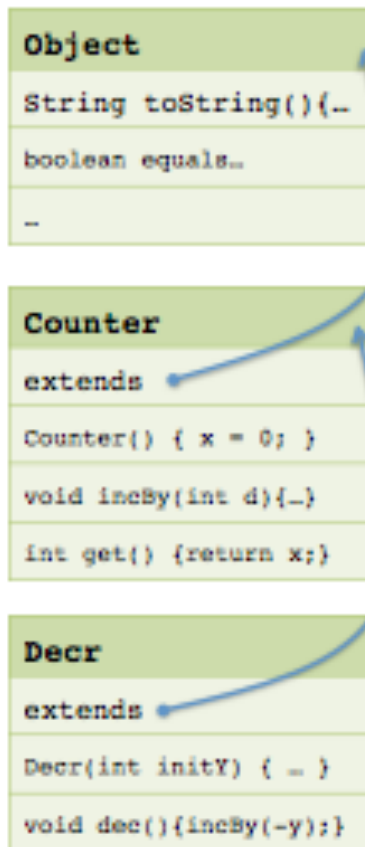 Object
String toString(){…
boolean equals…
…
Counter
extends
Counter() { x = 0; }
void incBy(int d){…}
int get() {return x;}
Decr
extends
Decr(int initY) { … }
void dec(){incBy(-y);}